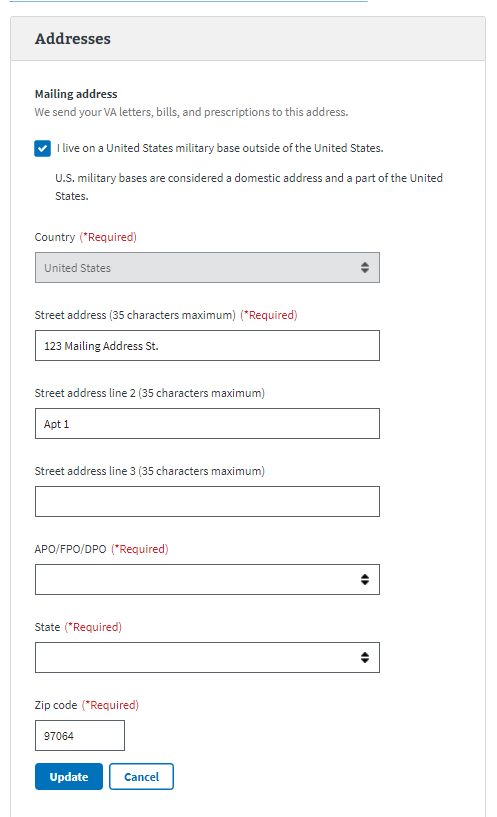 Addresses
Mailing address
We send your VA letters, bills, and prescriptions to this address.
I live on a United States military base outside of the United States.
U.S. military bases are considered a domestic address and a part of the United
States.
Country (*Required)
United States
Street address (35 characters maximum) (*Required)
123 Mailing Address St.
Street address line 2 (35 characters maximum)
Apt 1
Street address line 3 (35 characters maximum)
APO/FPO/DPO (*Required)
State (*Required)
Zip code (*Required)
97064
Update Cancel